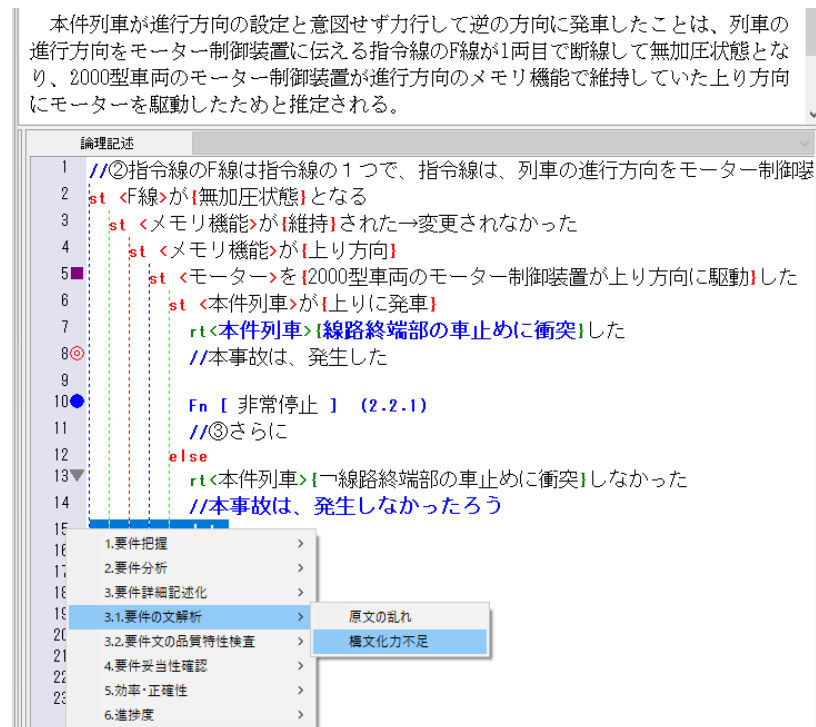 本件列車が進行方向の設定と意図せず力行して逆の方向に発車したことは、列車の
進行方向をモーター制御装置に伝える指令線のF線が1両目で断線して無加圧状態とな
り、2000型車両のモーター制御装置が進行方向のメモリ機能で維持していた上り方向
にモーターを駆動したためと推定される。
論理記述
1 //②指令線のF線は指令線の１つで、指令線は、列車の進行方向をモーター制御装
2 st <F線>が{無加圧状態}となる
3 st <メモリ機能>が{維持}された→変更されなかった
4 st <メモリ機能>が{上り方向}
5 st <モーター>を{2000型車両のモーター制御装置が上り方向に駆動}した
6 st <本件列車>が{上りに発車}
7 rt<本件列車>{線路終端部の車止めに衝突}した
8 //本事故は、発生した
9
10 Fn [ 非常停止 ] (2.2.1)
11 //③さらに
12 else
13 rt<本件列車>{￢線路終端部の車止めに衝突}しなかった
14 //本事故は、発生しなかったろう
15
1.要件把握 >
2.要件分析 >
3.要件詳細記述化 >
3.1.要件の文解析 >
原文の乱れ
3.2.要件文の品質特性検査 >
構文化力不足
4.要件妥当性確認 >
5.効率・正確性 >
6.進捗度 >